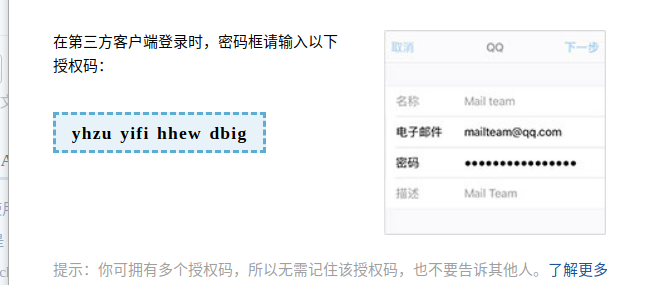 在第三方客户端登录时，密码框请输入以下
授权码：
yhzu yifi hhew dbig
取消 QQ 下一步
名称 Mail team
电子邮件 mailteam@qq.com
密码 ●●●●●●●●●●●●●●●●
描述 Mail Team
提示：你可拥有多个授权码，所以无需记住该授权码，也不要告诉其他人。了解更多